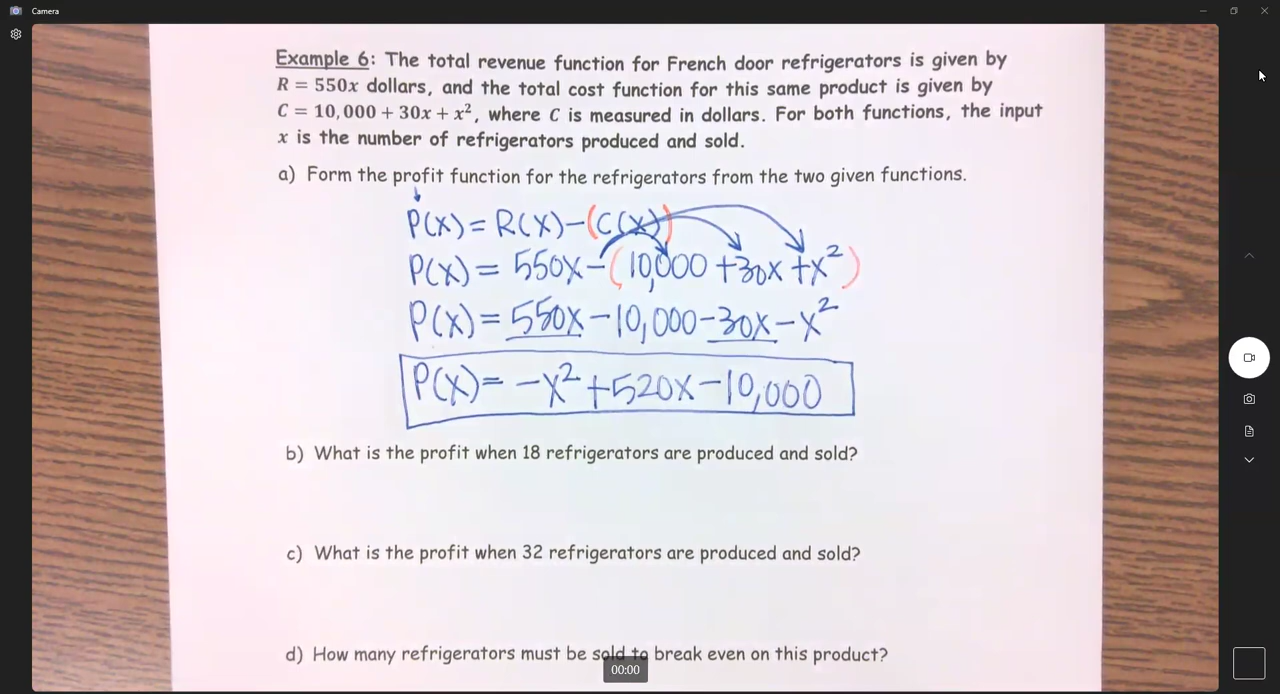 Camera
Example 6: The total revenue function for French door refrigerators is given by
R = 550x dollars, and the total cost function for this same product is given by
C = 10,000 + 30x + x², where C is measured in dollars. For both functions, the input
x is the number of refrigerators produced and sold.
a) Form the profit function for the refrigerators from the two given functions.
P(X) = R(X) - (C(X))
P(X) = 550X - (10,000 + 30X + X²)
P(X) = 550X - 10,000 - 30X - X²
P(X) = -X² + 520X - 10,000
b) What is the profit when 18 refrigerators are produced and sold?
c) What is the profit when 32 refrigerators are produced and sold?
d) How many refrigerators must be sold to break even on this product?
00:00